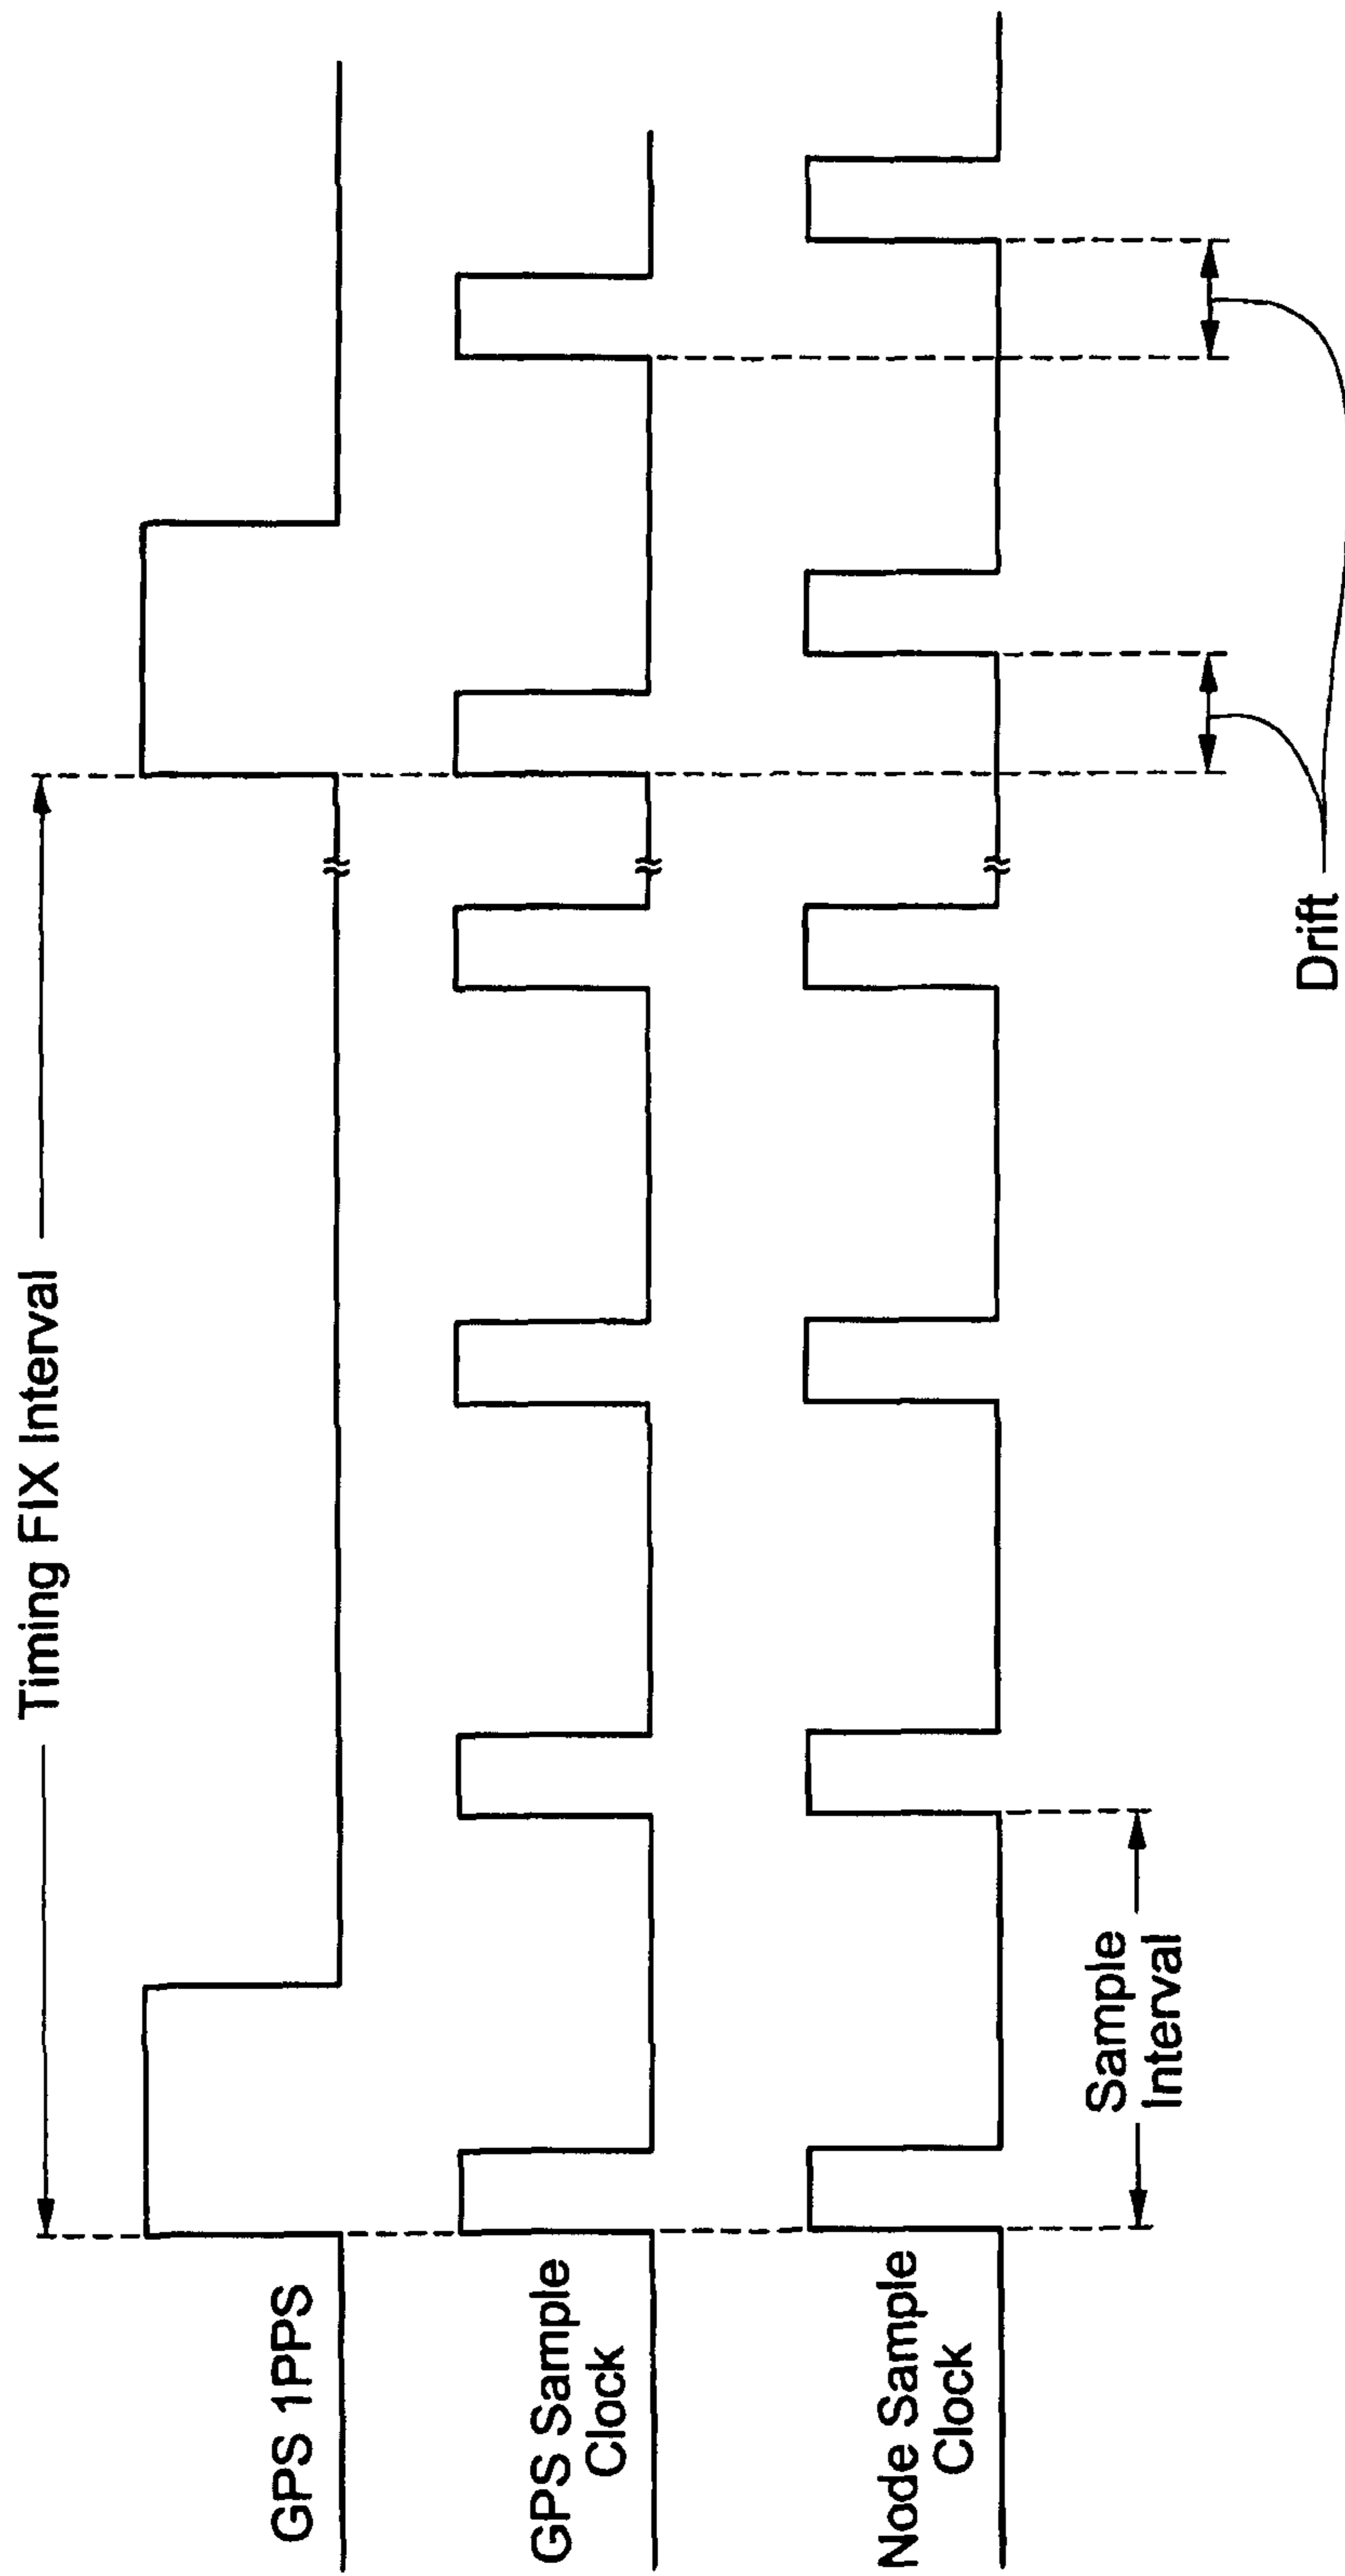 Timing FIX Interval
GPS 1PPS
GPS Sample
Clock
Node Sample
Clock
Sample
Interval
Drift